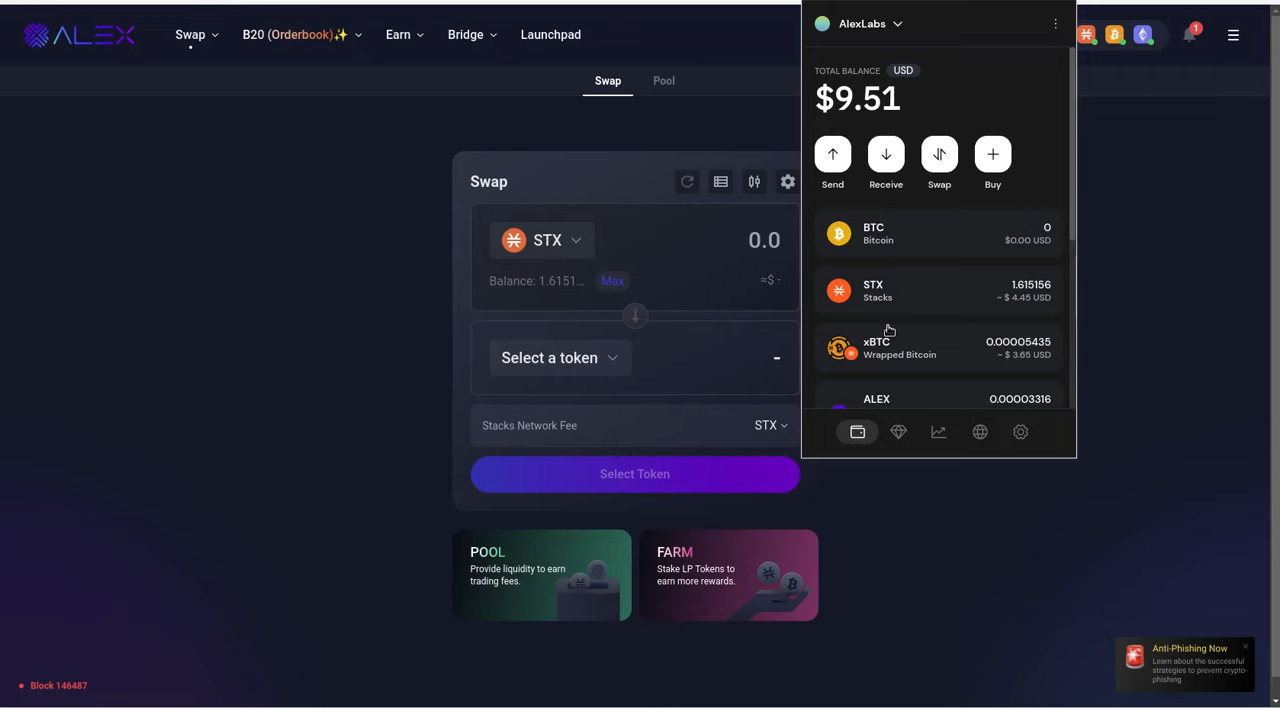 ALEX
Swap
B20 (Orderbook)✨
Earn
Bridge
Launchpad
1
Swap
Pool
Swap
STX
0.0
Balance: 1.6151...
Max
≈$ -
Select a token
-
Stacks Network Fee
STX
Select Token
POOL
Provide liquidity to earn
trading fees.
FARM
Stake LP Tokens to
earn more rewards.
Block 146487
AlexLabs
TOTAL BALANCE USD
$9.51
Send
Receive
Swap
Buy
BTC
0
Bitcoin
$0.00 USD
STX
1.615156
Stacks
~ $ 4.45 USD
xBTC
0.00005435
Wrapped Bitcoin
~ $ 3.65 USD
ALEX
0.00003316
Anti-Phishing Now
Learn about the successful
strategies to prevent crypto-
phishing